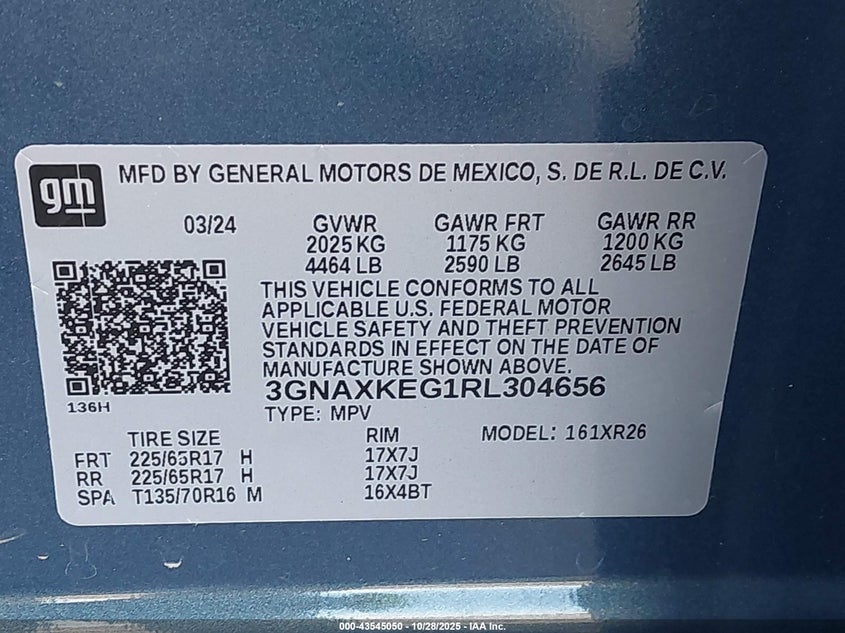 gm
MFD BY GENERAL MOTORS DE MEXICO, S. DE R.L. DE C.V.
03/24 GVWR GAWR FRT GAWR RR
2025 KG 1175 KG 1200 KG
4464 LB 2590 LB 2645 LB
THIS VEHICLE CONFORMS TO ALL
APPLICABLE U.S. FEDERAL MOTOR
VEHICLE SAFETY AND THEFT PREVENTION
STANDARDS IN EFFECT ON THE DATE OF
MANUFACTURE SHOWN ABOVE.
3GNAXKEG1RL304656
136H
TYPE: MPV
TIRE SIZE RIM MODEL: 161XR26
FRT 225/65R17 H 17X7J
RR 225/65R17 H 17X7J
SPA T135/70R16 M 16X4BT
000-43545050 - 10/28/2025 - IAA Inc.